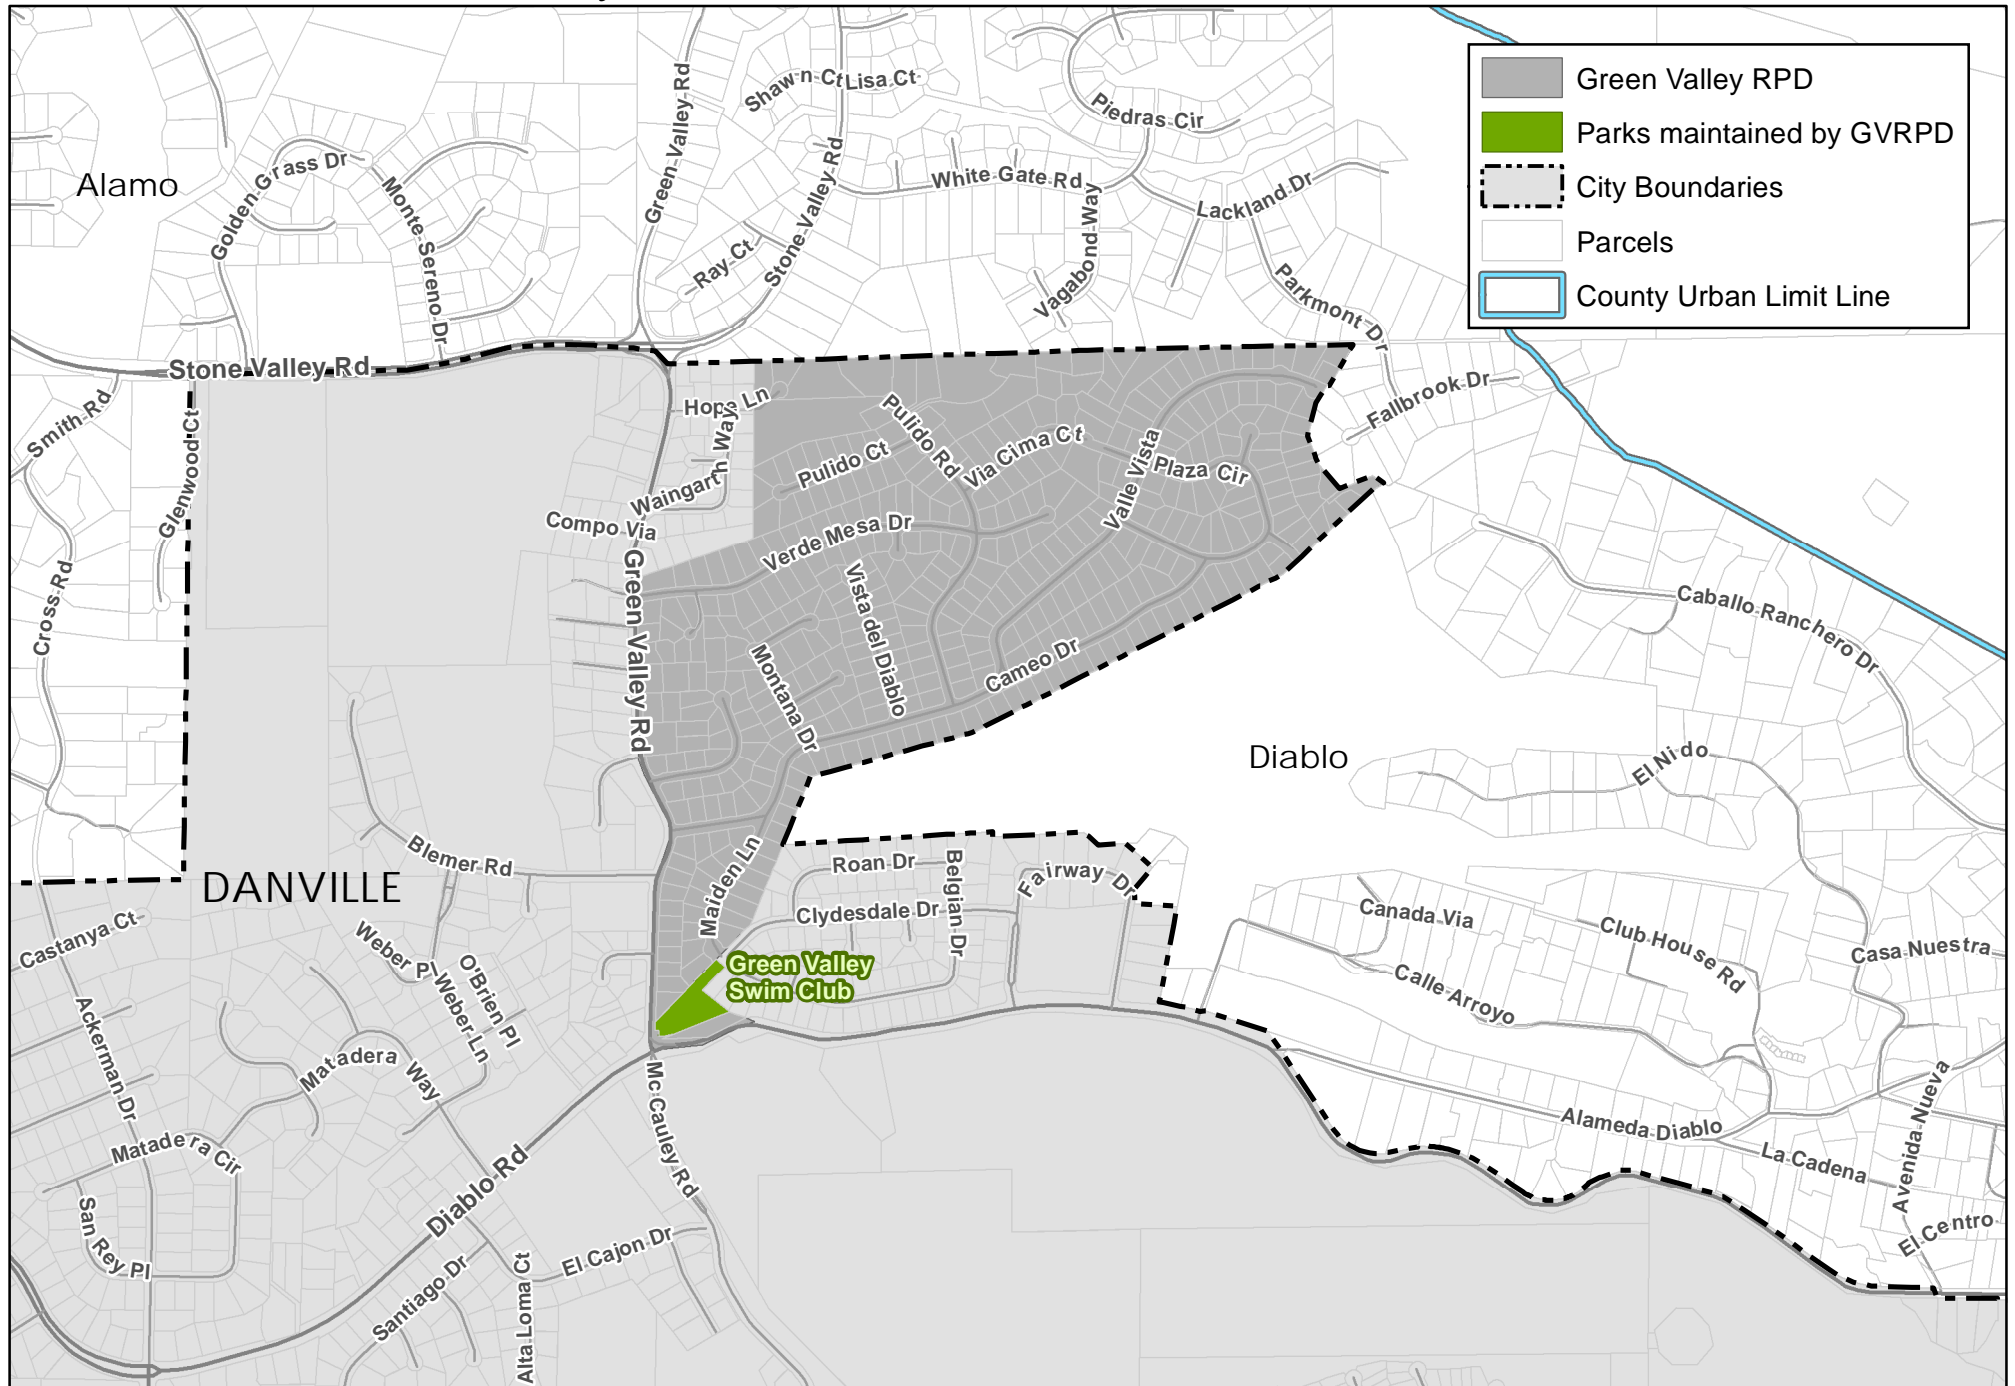 Green Valley RPD
Parks maintained by GVRPD
City Boundaries
Parcels
County Urban Limit Line
Alamo
Golden Grass Dr
Monte Sereno Dr
Green Valley Rd
Shawn Ct
Lisa Ct
Stone Valley Rd
Ray Ct
Piedras Cir
White Gate Rd
Vagabond Way
Lackland Dr
Parkmont Dr
Fallbrook Dr
Stone Valley Rd
Smith Rd
Glenwood Ct
Cross Rd
Hope Ln
Waingarth Way
Compo Via
Green Valley Rd
Pulido Ct
Pulido Rd
Via Cima Ct
Valle Vista
Plaza Cir
Verde Mesa Dr
Vista del Diablo
Montana Dr
Cameo Dr
Caballo Ranchero Dr
Diablo
El Nido
DANVILLE
Blemer Rd
Maiden Ln
Roan Dr
Belgian Dr
Fairway Dr
Clydesdale Dr
Green Valley
Swim Club
Castanya Ct
Weber Pl
Weber Ln
O'Brien Pl
Ackerman Dr
Matadera Way
Matadera Cir
San Rey Pl
Diablo Rd
Mc Cauley Rd
El Cajon Dr
Santiago Dr
Alta Loma Ct
Canada Via
Club House Rd
Calle Arroyo
Casa Nuestra
Alameda Diablo
La Cadena
Avenida Nueva
El Centro